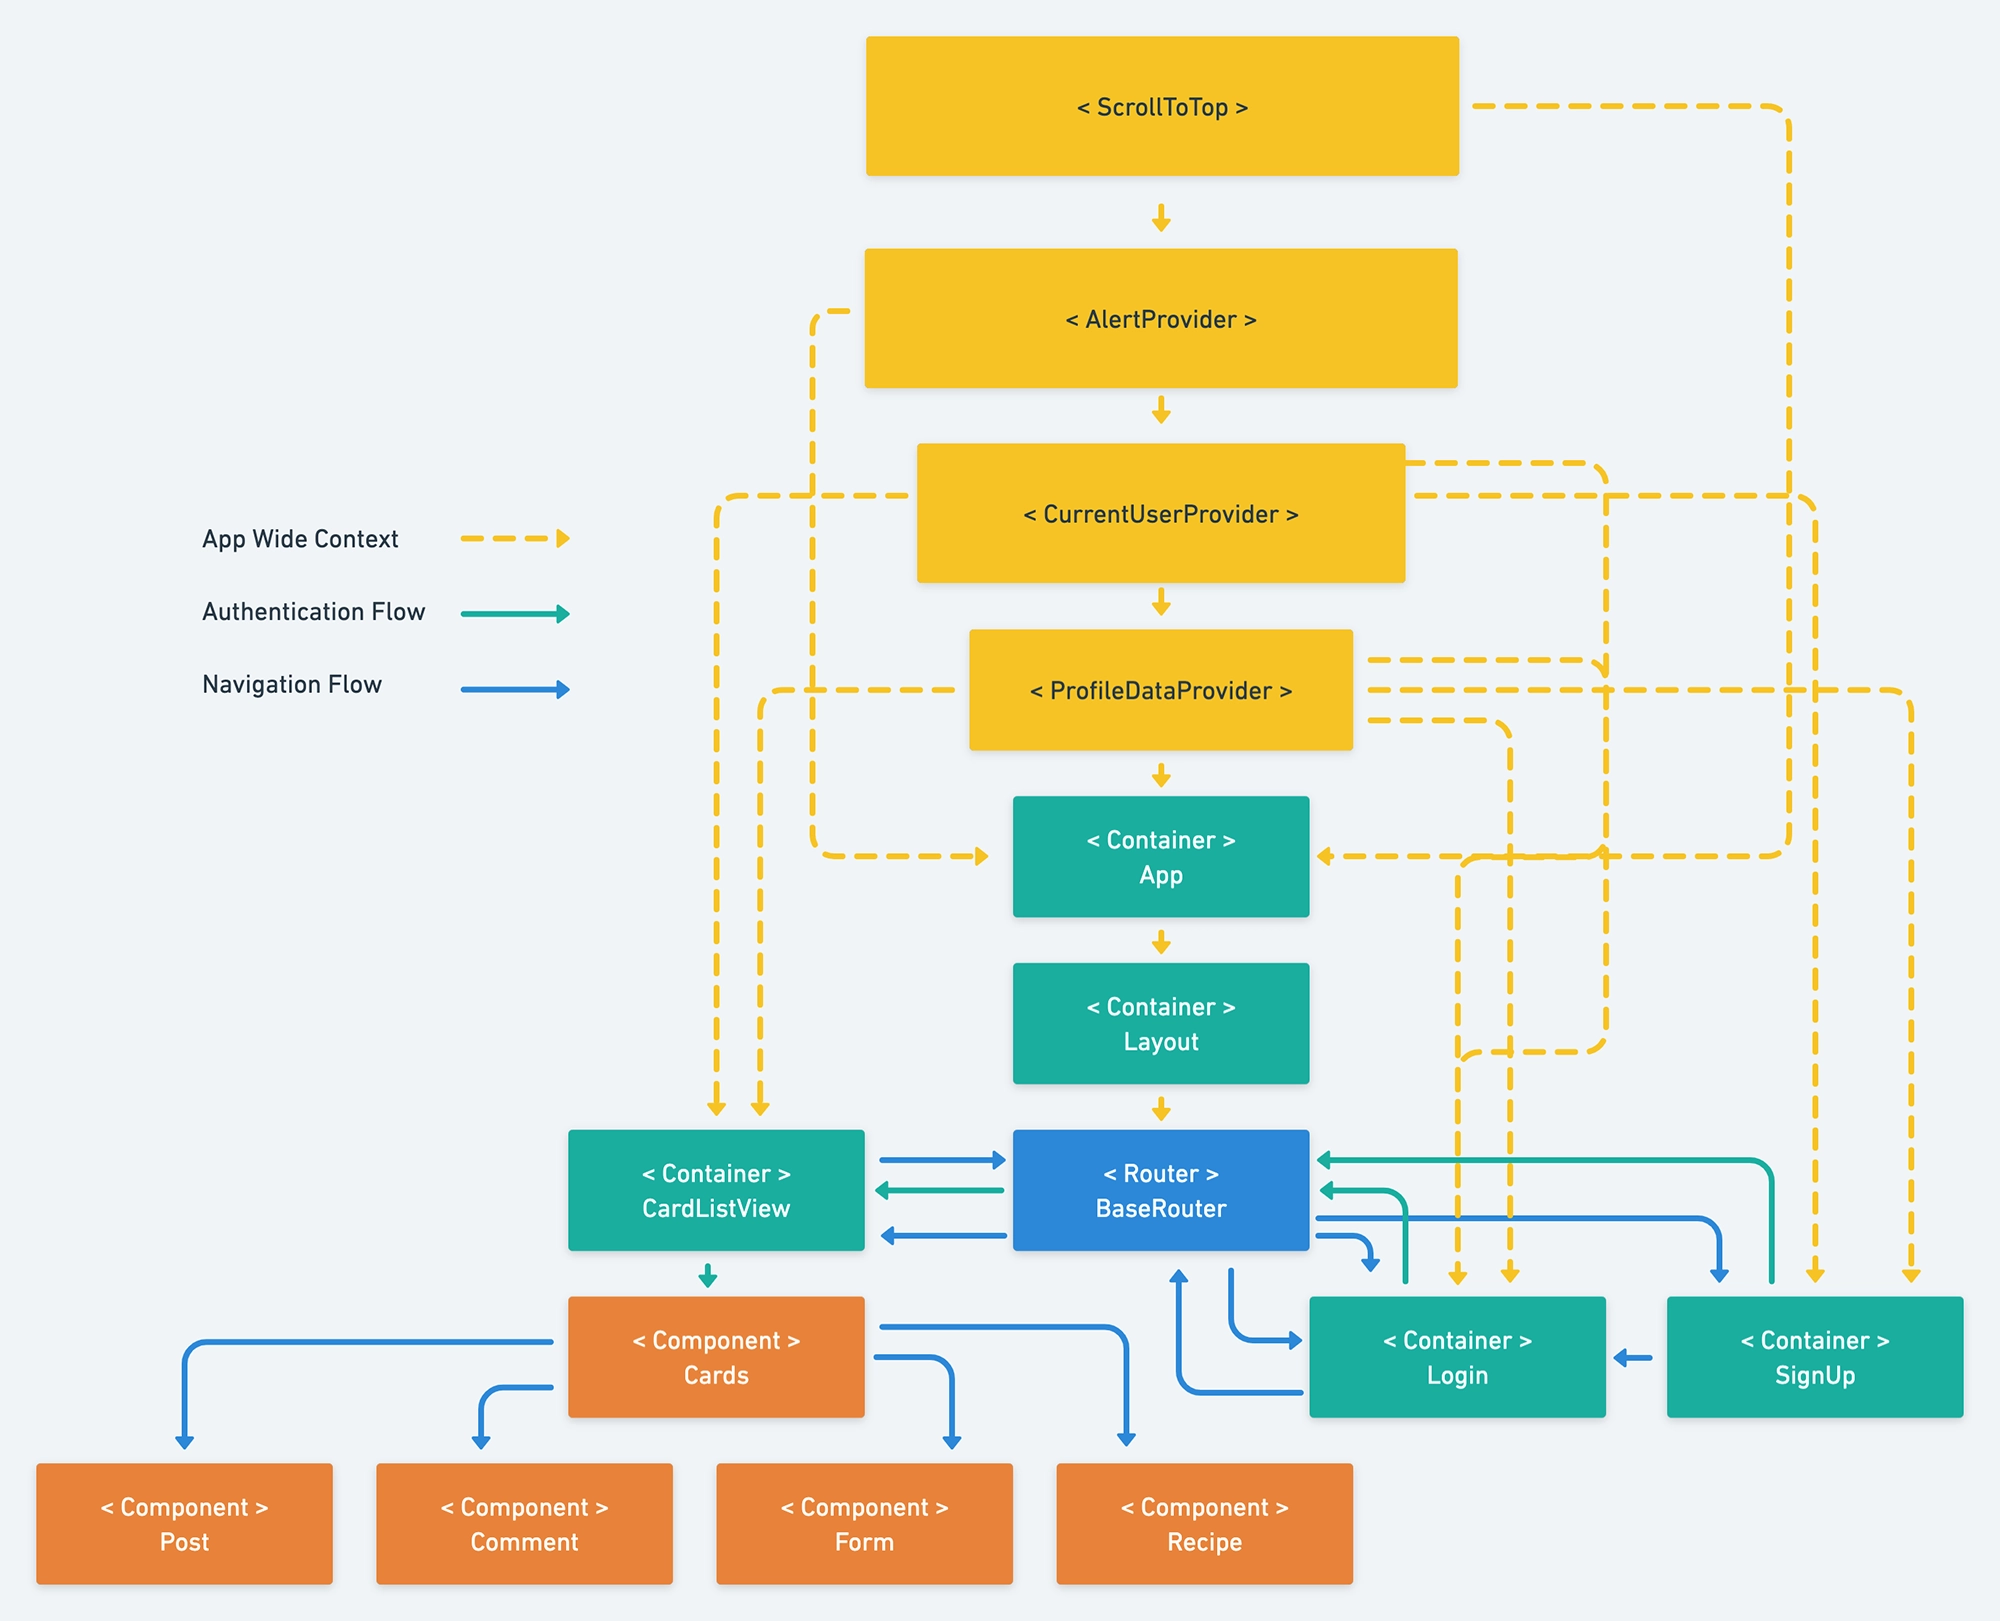 < ScrollToTop >
< AlertProvider >
< CurrentUserProvider >
App Wide Context
Authentication Flow
Navigation Flow
< ProfileDataProvider >
< Container >
App
< Container >
Layout
< Container >
CardListView
< Router >
BaseRouter
< Component >
Cards
< Container >
Login
< Container >
SignUp
< Component >
Post
< Component >
Comment
< Component >
Form
< Component >
Recipe